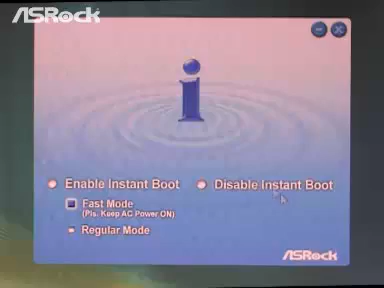 ASRock
Enable Instant Boot
Disable Instant Boot
Fast Mode
(Pls. Keep AC Power ON)
Regular Mode
ASRock